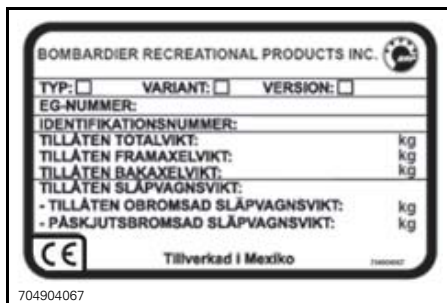 BOMBARDIER RECREATIONAL PRODUCTS INC.
TYP: VARIANT: VERSION:
EG-NUMMER:
IDENTIFIKATIONSNUMMER:
TILLÅTEN TOTALVIKT: kg
TILLÅTEN FRAMAXELVIKT: kg
TILLÅTEN BAKAXELVIKT: kg
TILLÅTEN SLÄPVAGNSVIKT:
- TILLÅTEN OBROMSAD SLÄPVAGNSVIKT: kg
- PÅSKJUTSBROMSAD SLÄPVAGNSVIKT: kg
CE Tillverkad i Mexiko
704904067